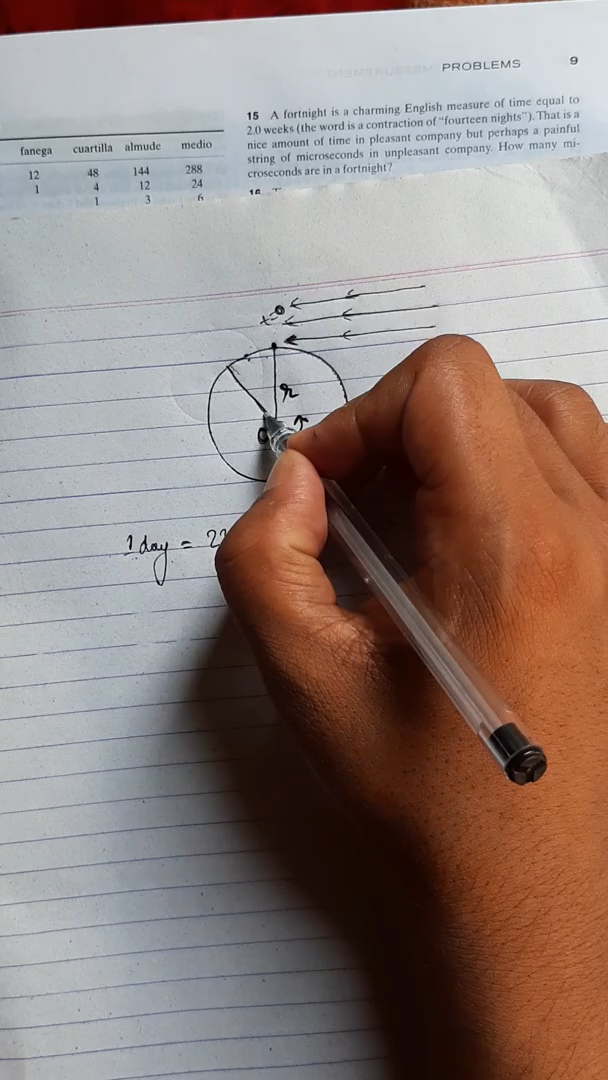 PROBLEMS 9
fanega cuartilla almude medio
12 48 144 288
1 4 12 24
1 3 6
15 A fortnight is a charming English measure of time equal to
2.0 weeks (the word is a contraction of "fourteen nights"). That is a
nice amount of time in pleasant company but perhaps a painful
string of microseconds in unpleasant company. How many mi-
croseconds are in a fortnight?
16
r
1 day =